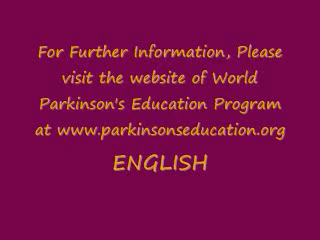 For Further Information, Please
visit the website of World
Parkinson's Education Program
at www.parkinsonseducation.org
ENGLISH